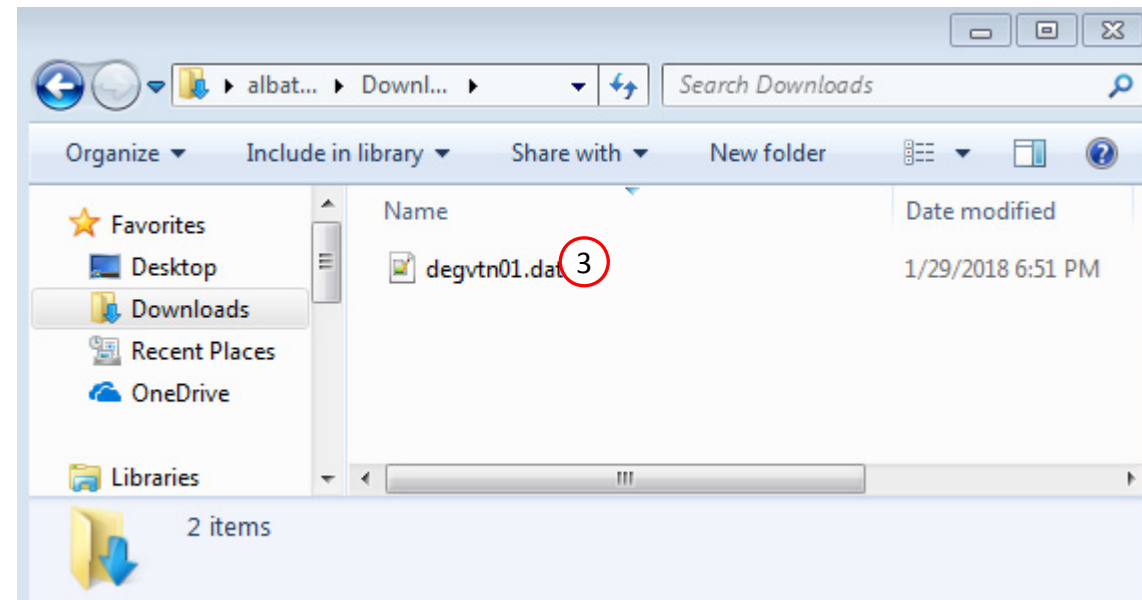 albat... Downl... Search Downloads
Organize Include in library Share with New folder
Favorites
Desktop
Downloads
Recent Places
OneDrive
Libraries
Name Date modified
degvtn01.dat 3 1/29/2018 6:51 PM
2 items